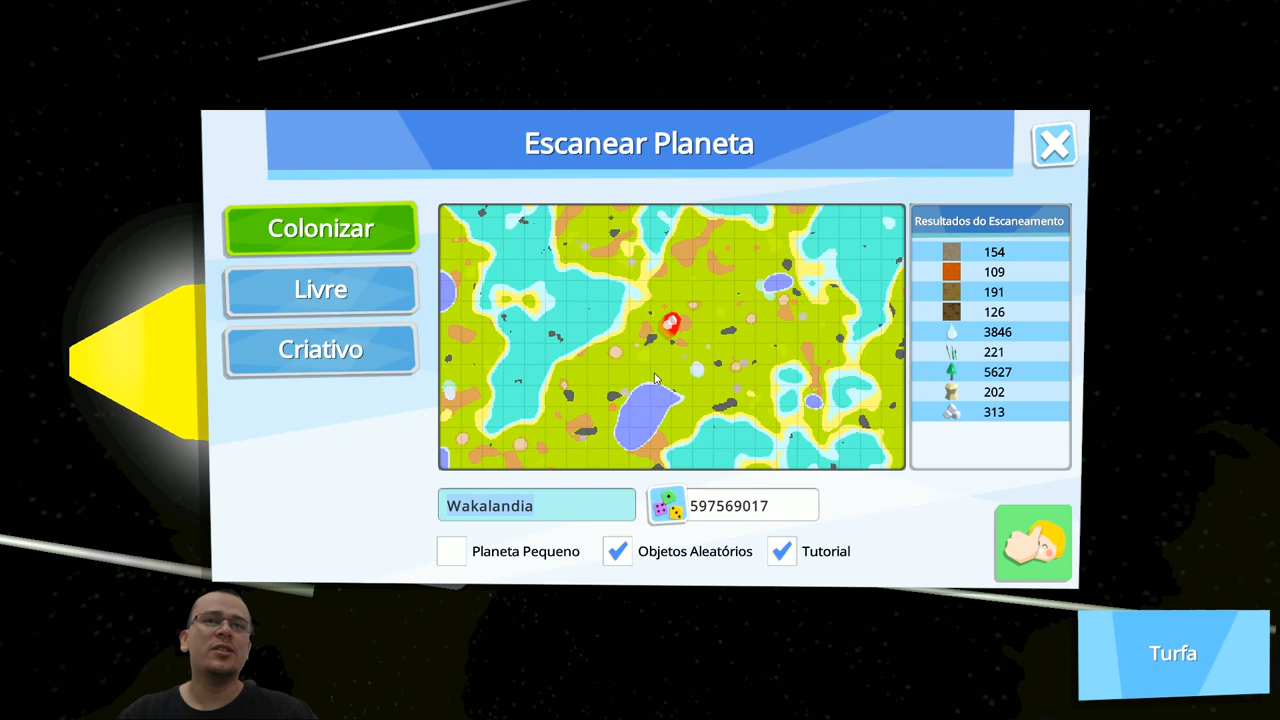 Escanear Planeta
Colonizar
Livre
Criativo
Resultados do Escaneamento
154
109
191
126
3846
221
5627
202
313
Wakalandia
597569017
Planeta Pequeno
Objetos Aleatórios
Tutorial
Turfa